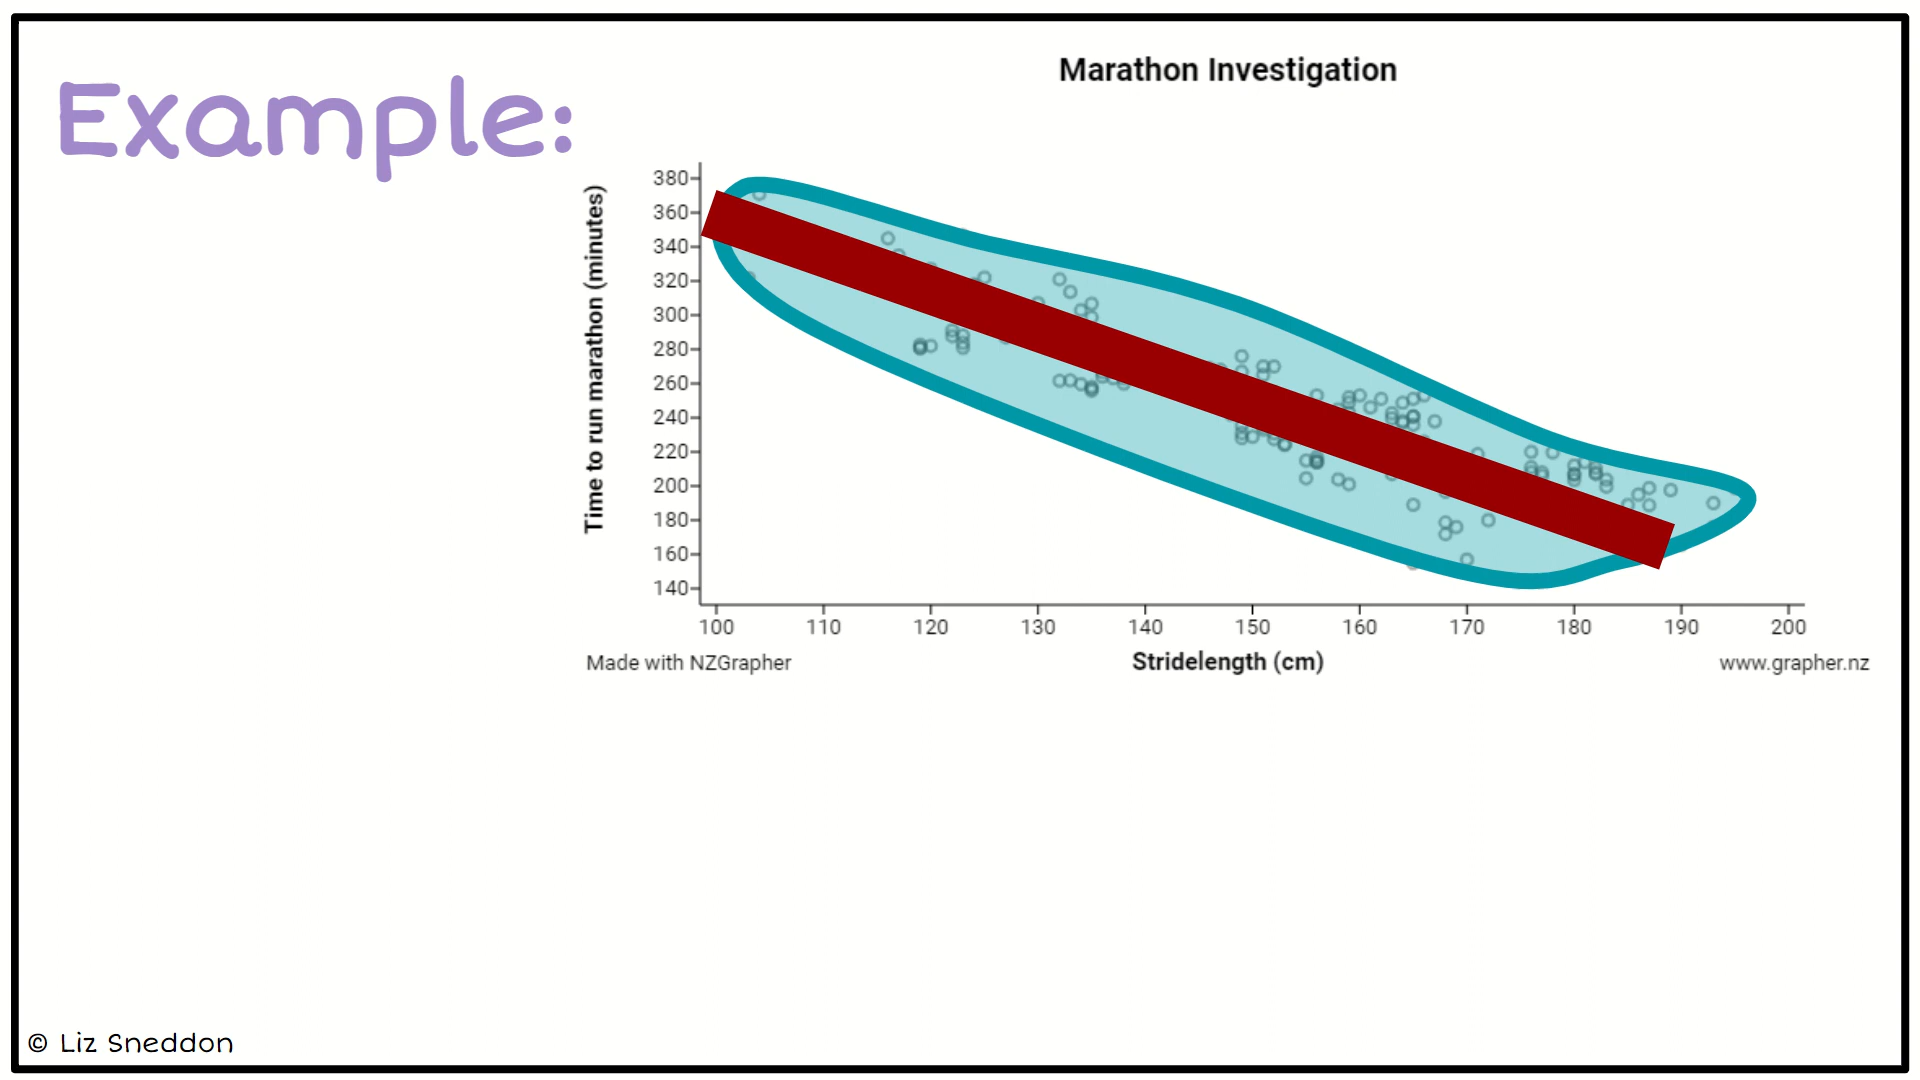 Example:
Marathon Investigation
Time to run marathon (minutes)
380
360
340
320
300
280
260
240
220
200
180
160
140
100 110 120 130 140 150 160 170 180 190 200
Made with NZGrapher
Stridelength (cm)
www.grapher.nz
© Liz Sneddon